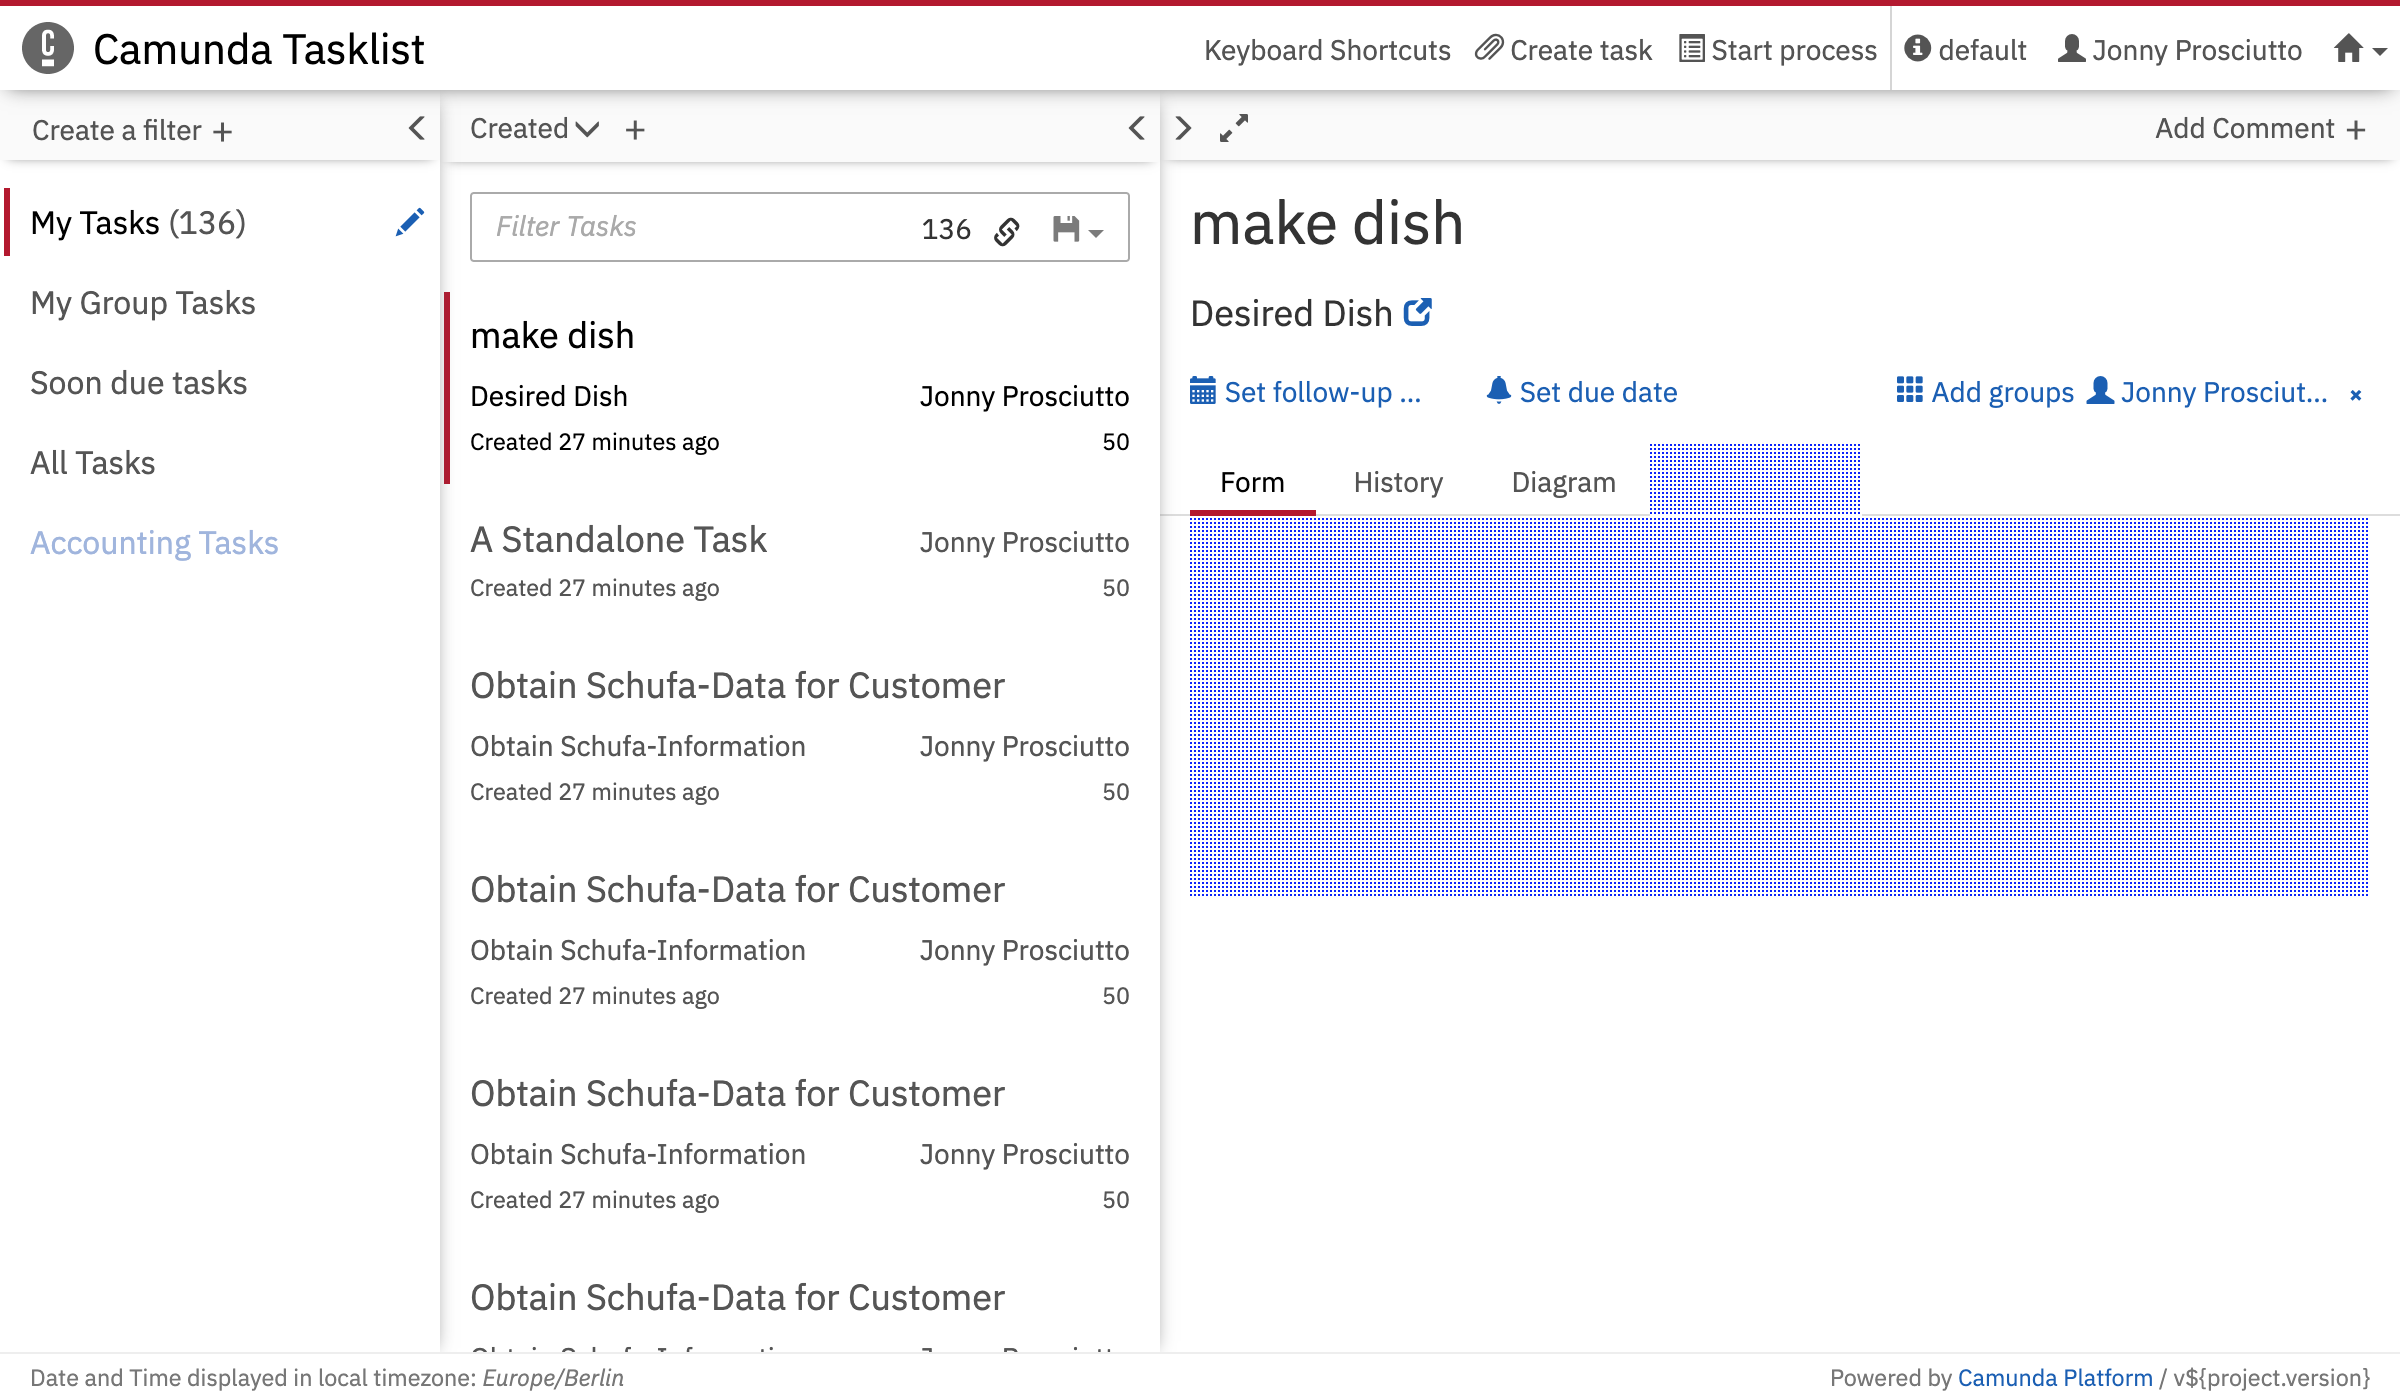 Camunda Tasklist
Keyboard Shortcuts Create task Start process default Jonny Prosciutto
Create a filter +
My Tasks (136)
My Group Tasks
Soon due tasks
All Tasks
Accounting Tasks
Created +
Filter Tasks 136
make dish
Desired Dish Jonny Prosciutto
Created 27 minutes ago 50
A Standalone Task Jonny Prosciutto
Created 27 minutes ago 50
Obtain Schufa-Data for Customer
Obtain Schufa-Information Jonny Prosciutto
Created 27 minutes ago 50
Obtain Schufa-Data for Customer
Obtain Schufa-Information Jonny Prosciutto
Created 27 minutes ago 50
Obtain Schufa-Data for Customer
Obtain Schufa-Information Jonny Prosciutto
Created 27 minutes ago 50
Obtain Schufa-Data for Customer
Add Comment +
make dish
Desired Dish
Set follow-up ... Set due date Add groups Jonny Prosciut... ×
Form History Diagram
Date and Time displayed in local timezone: Europe/Berlin
Powered by Camunda Platform / v${project.version}